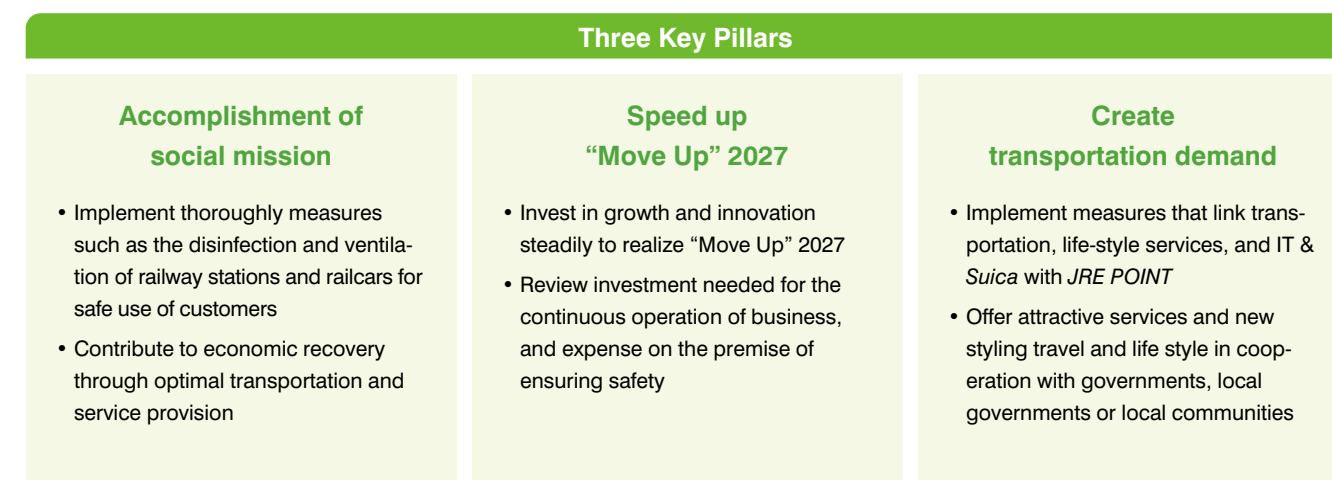 Three Key Pillars
Accomplishment of
social mission
• Implement thoroughly measures
such as the disinfection and ventila-
tion of railway stations and railcars for
safe use of customers
• Contribute to economic recovery
through optimal transportation and
service provision
Speed up
“Move Up” 2027
• Invest in growth and innovation
steadily to realize “Move Up” 2027
• Review investment needed for the
continuous operation of business,
and expense on the premise of
ensuring safety
Create
transportation demand
• Implement measures that link trans-
portation, life-style services, and IT &
Suica with JRE POINT
• Offer attractive services and new
styling travel and life style in coop-
eration with governments, local
governments or local communities